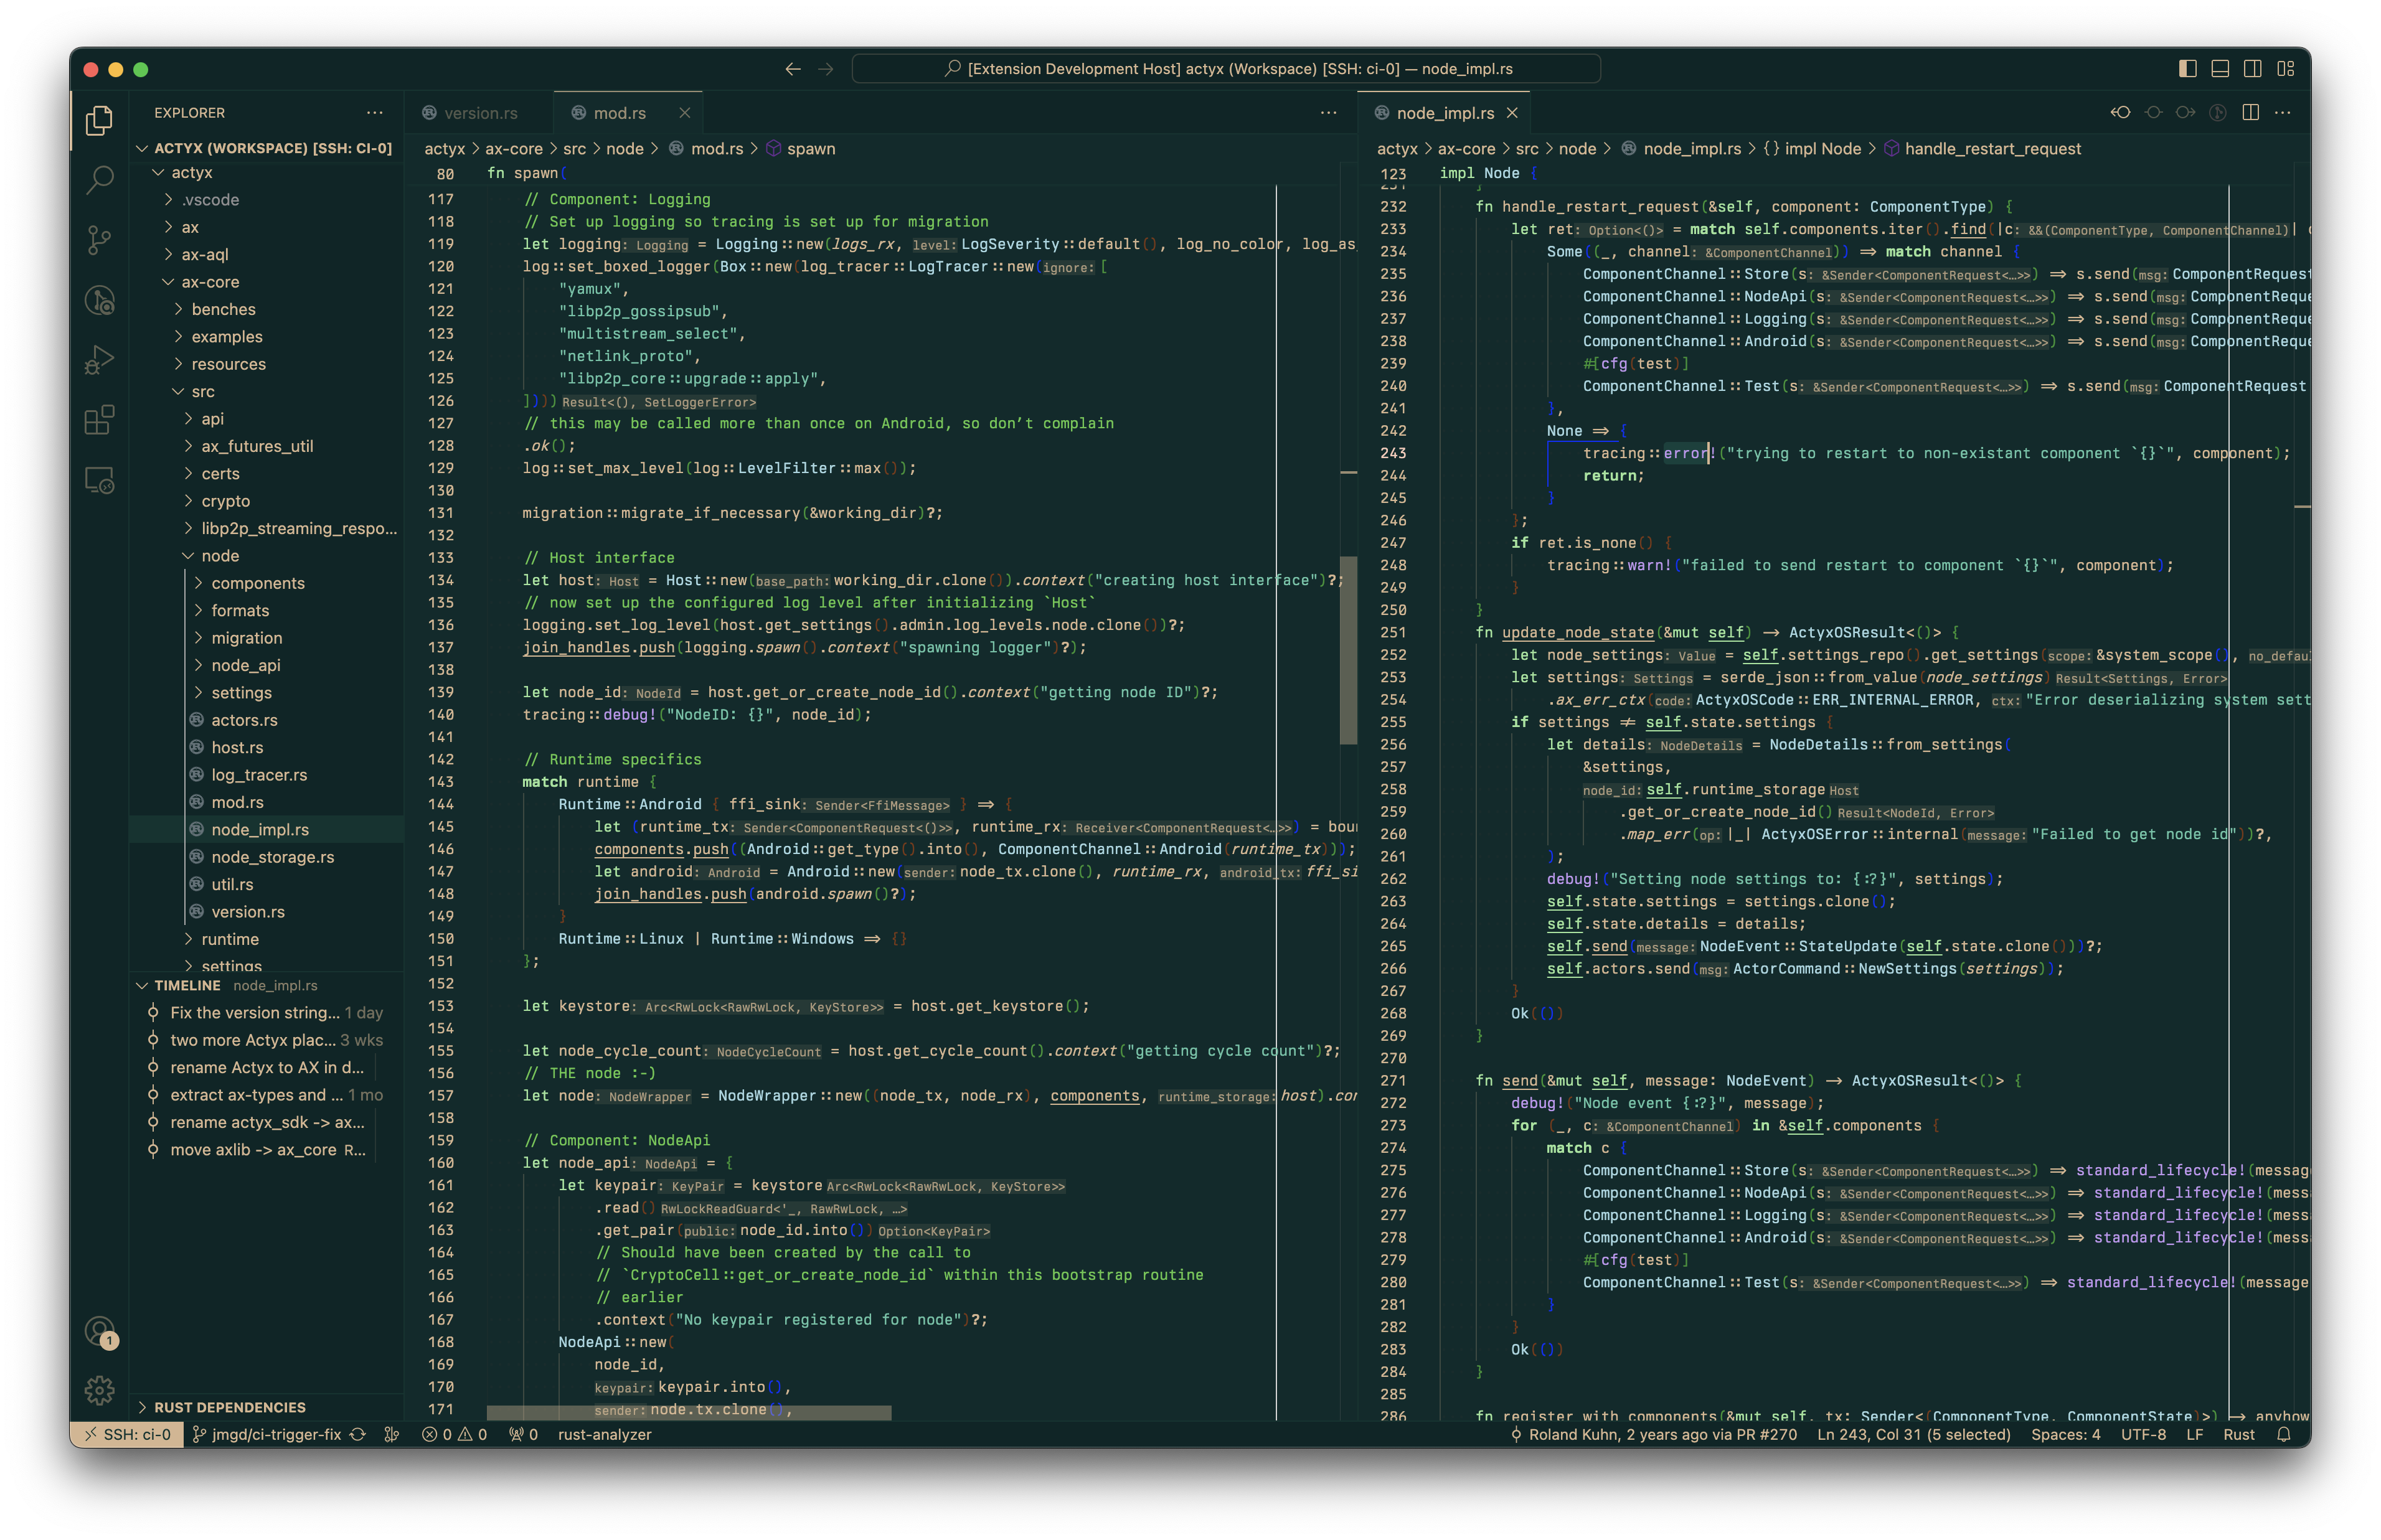 [Extension Development Host] actyx (Workspace) [SSH: ci-0] — node_impl.rs
EXPLORER
ACTYX (WORKSPACE) [SSH: CI-0]
actyx
.vscode
ax
ax-aql
ax-core
benches
examples
resources
src
api
ax_futures_util
certs
crypto
libp2p_streaming_respo...
node
components
formats
migration
node_api
settings
actors.rs
host.rs
log_tracer.rs
mod.rs
node_impl.rs
node_storage.rs
util.rs
version.rs
runtime
settings
TIMELINE node_impl.rs
Fix the version string... 1 day
two more Actyx plac... 3 wks
rename Actyx to AX in d...
extract ax-types and ... 1 mo
rename actyx_sdk -> ax...
move axlib -> ax_core R...
RUST DEPENDENCIES
version.rs
mod.rs
actyx > ax-core > src > node > mod.rs > spawn
80 fn spawn(
117 // Component: Logging
118 // Set up logging so tracing is set up for migration
119 let logging: Logging = Logging::new(logs_rx, level: LogSeverity::default(), log_no_color, log_as
120 log::set_boxed_logger(Box::new(log_tracer::LogTracer::new(ignore: [
121 "yamux",
122 "libp2p_gossipsub",
123 "multistream_select",
124 "netlink_proto",
125 "libp2p_core::upgrade::apply",
126 ]))) Result<(), SetLoggerError>
127 // this may be called more than once on Android, so don’t complain
128 .ok();
129 log::set_max_level(log::LevelFilter::max());
130
131 migration::migrate_if_necessary(&working_dir)?;
132
133 // Host interface
134 let host: Host = Host::new(base_path: working_dir.clone()).context("creating host interface")?;
135 // now set up the configured log level after initializing `Host`
136 logging.set_log_level(host.get_settings().admin.log_levels.node.clone())?;
137 join_handles.push(logging.spawn().context("spawning logger")?);
138
139 let node_id: NodeId = host.get_or_create_node_id().context("getting node ID")?;
140 tracing::debug!("NodeID: {}", node_id);
141
142 // Runtime specifics
143 match runtime {
144 Runtime::Android { ffi_sink: Sender<FfiMessage> } => {
145 let (runtime_tx: Sender<ComponentRequest<()>>, runtime_rx: Receiver<ComponentRequest<…>>) = bour
146 components.push((Android::get_type().into(), ComponentChannel::Android(runtime_tx)));
147 let android: Android = Android::new(sender: node_tx.clone(), runtime_rx, android_tx: ffi_si
148 join_handles.push(android.spawn()?);
149 }
150 Runtime::Linux | Runtime::Windows => {}
151 };
152
153 let keystore: Arc<RwLock<RawRwLock, KeyStore>> = host.get_keystore();
154
155 let node_cycle_count: NodeCycleCount = host.get_cycle_count().context("getting cycle count")?;
156 // THE node :-)
157 let node: NodeWrapper = NodeWrapper::new((node_tx, node_rx), components, runtime_storage: host).cor
158
159 // Component: NodeApi
160 let node_api: NodeApi = {
161 let keypair: KeyPair = keystore Arc<RwLock<RawRwLock, KeyStore>>
162 .read() RwLockReadGuard<'_, RawRwLock, …>
163 .get_pair(public: node_id.into()) Option<KeyPair>
164 // Should have been created by the call to
165 // `CryptoCell::get_or_create_node_id` within this bootstrap routine
166 // earlier
167 .context("No keypair registered for node")?;
168 NodeApi::new(
169 node_id,
170 keypair: keypair.into(),
171 sender: node.tx.clone(),
node_impl.rs
actyx > ax-core > src > node > node_impl.rs > {} impl Node > handle_restart_request
123 impl Node {
231 }
232 fn handle_restart_request(&self, component: ComponentType) {
233 let ret: Option<()> = match self.components.iter().find(|c: &&(ComponentType, ComponentChannel)| c
234 Some((_, channel: &ComponentChannel)) => match channel {
235 ComponentChannel::Store(s: &Sender<ComponentRequest<…>>) => s.send(msg: ComponentRequest
236 ComponentChannel::NodeApi(s: &Sender<ComponentRequest<…>>) => s.send(msg: ComponentReque
237 ComponentChannel::Logging(s: &Sender<ComponentRequest<…>>) => s.send(msg: ComponentReque
238 ComponentChannel::Android(s: &Sender<ComponentRequest<…>>) => s.send(msg: ComponentReque
239 #[cfg(test)]
240 ComponentChannel::Test(s: &Sender<ComponentRequest<…>>) => s.send(msg: ComponentRequest
241 },
242 None => {
243 tracing::error!("trying to restart to non-existant component `{}`", component);
244 return;
245 }
246 };
247 if ret.is_none() {
248 tracing::warn!("failed to send restart to component `{}`", component);
249 }
250 }
251 fn update_node_state(&mut self) -> ActyxOSResult<()> {
252 let node_settings: Value = self.settings_repo().get_settings(scope: &system_scope(), no_defaul
253 let settings: Settings = serde_json::from_value(node_settings) Result<Settings, Error>
254 .ax_err_ctx(code: ActyxOSCode::ERR_INTERNAL_ERROR, ctx: "Error deserializing system sett
255 if settings != self.state.settings {
256 let details: NodeDetails = NodeDetails::from_settings(
257 &settings,
258 node_id: self.runtime_storage Host
259 .get_or_create_node_id() Result<NodeId, Error>
260 .map_err(op: |_| ActyxOSError::internal(message: "Failed to get node id"))?,
261 );
262 debug!("Setting node settings to: {:?}", settings);
263 self.state.settings = settings.clone();
264 self.state.details = details;
265 self.send(message: NodeEvent::StateUpdate(self.state.clone()))?;
266 self.actors.send(msg: ActorCommand::NewSettings(settings));
267 }
268 Ok(())
269 }
270
271 fn send(&mut self, message: NodeEvent) -> ActyxOSResult<()> {
272 debug!("Node event {:?}", message);
273 for (_, c: &ComponentChannel) in &self.components {
274 match c {
275 ComponentChannel::Store(s: &Sender<ComponentRequest<…>>) => standard_lifecycle!(messag
276 ComponentChannel::NodeApi(s: &Sender<ComponentRequest<…>>) => standard_lifecycle!(messa
277 ComponentChannel::Logging(s: &Sender<ComponentRequest<…>>) => standard_lifecycle!(mess
278 ComponentChannel::Android(s: &Sender<ComponentRequest<…>>) => standard_lifecycle!(mess
279 #[cfg(test)]
280 ComponentChannel::Test(s: &Sender<ComponentRequest<…>>) => standard_lifecycle!(message
281 }
282 }
283 Ok(())
284 }
285
286 fn register_with_components(&mut self, tx: Sender<(ComponentType, ComponentState)>) -> anyhow
1
SSH: ci-0 jmgd/ci-trigger-fix 0 0 0 rust-analyzer Roland Kuhn, 2 years ago via PR #270 Ln 243, Col 31 (5 selected) Spaces: 4 UTF-8 LF Rust